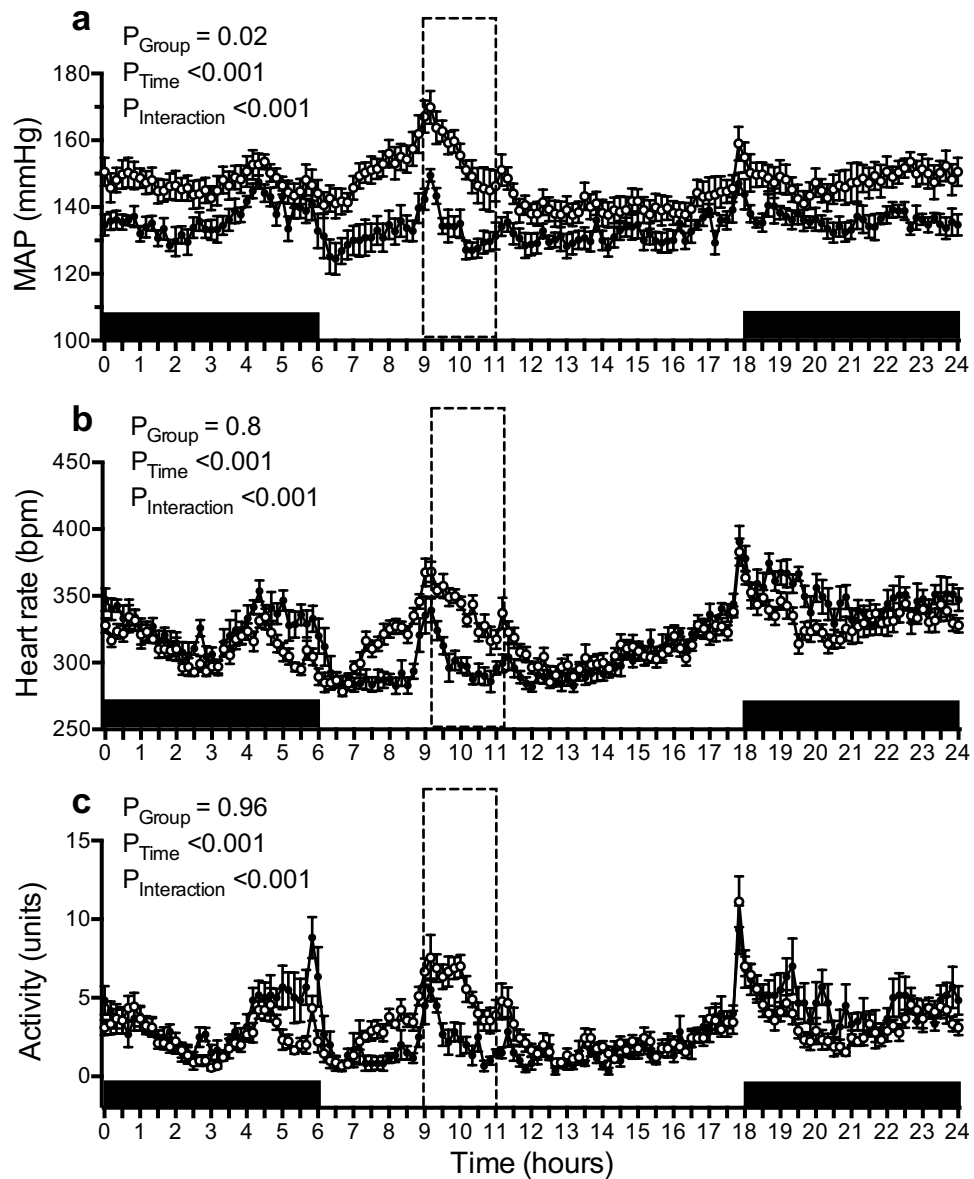 a
P_Group = 0.02
P_Time <0.001
P_Interaction <0.001
MAP (mmHg)
180
160
140
120
100
0 1 2 3 4 5 6 7 8 9 10 11 12 13 14 15 16 17 18 19 20 21 22 23 24
b
P_Group = 0.8
P_Time <0.001
P_Interaction <0.001
Heart rate (bpm)
450
400
350
300
250
0 1 2 3 4 5 6 7 8 9 10 11 12 13 14 15 16 17 18 19 20 21 22 23 24
c
P_Group = 0.96
P_Time <0.001
P_Interaction <0.001
Activity (units)
15
10
5
0
0 1 2 3 4 5 6 7 8 9 10 11 12 13 14 15 16 17 18 19 20 21 22 23 24
Time (hours)